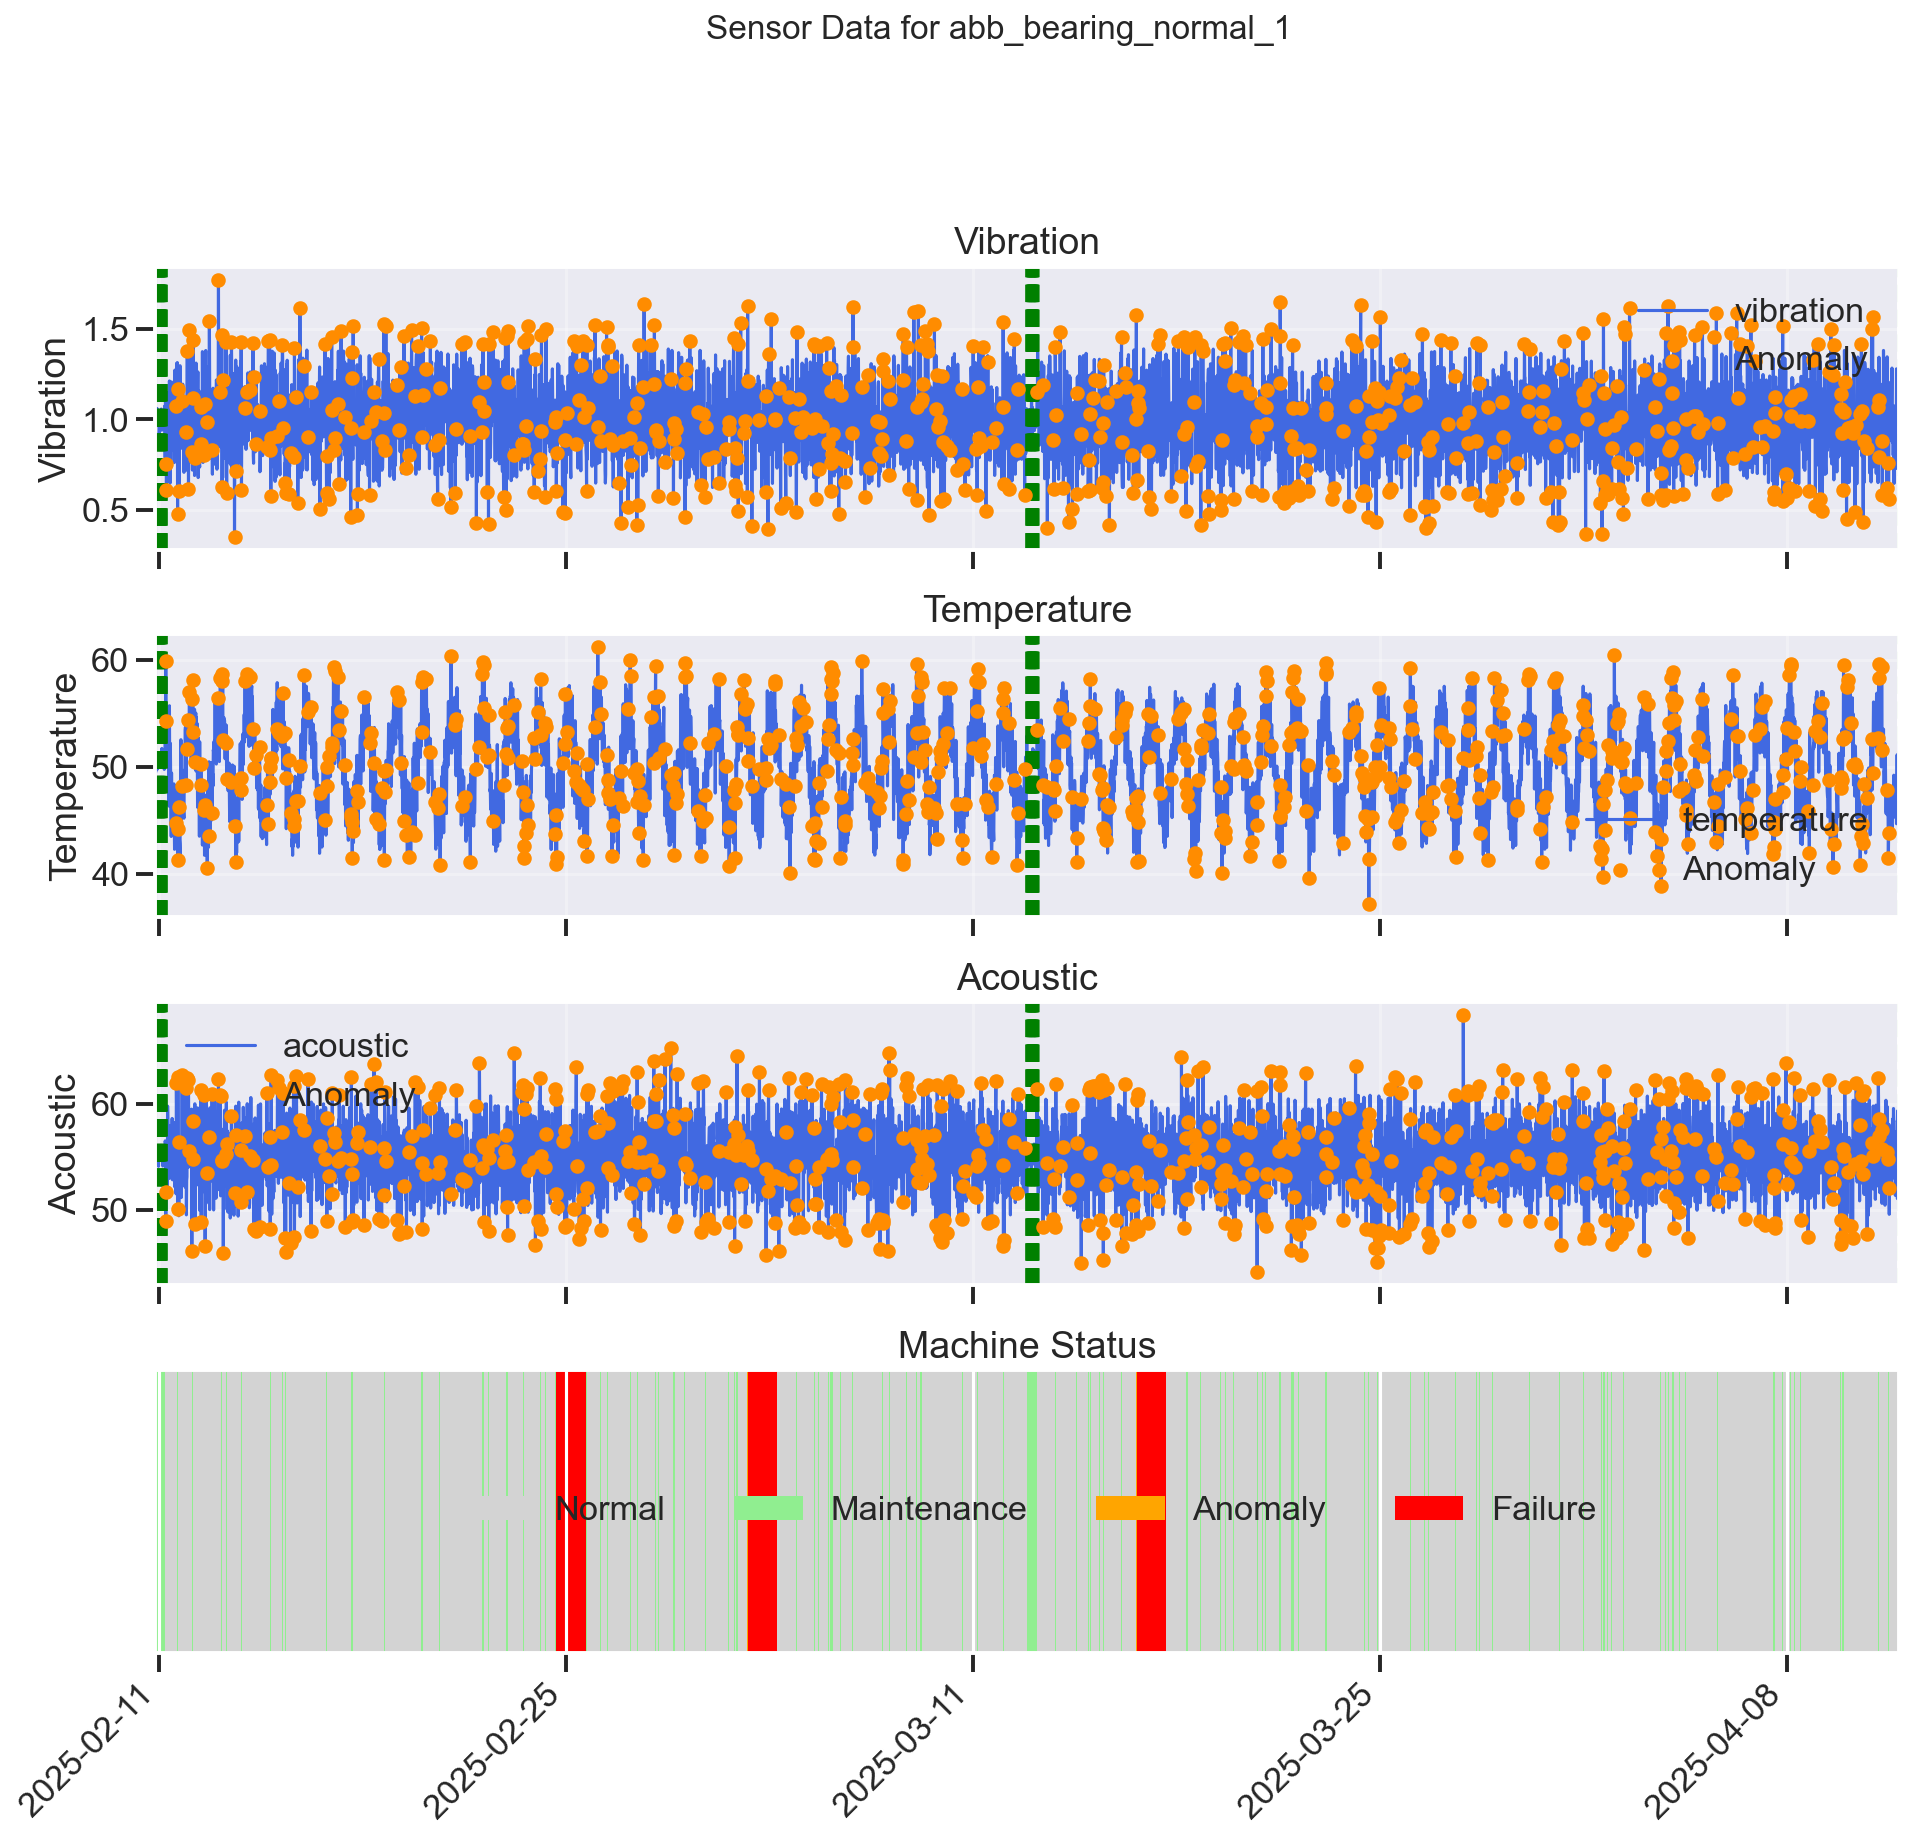 Sensor Data for abb_bearing_normal_1
Vibration
Vibration
1.5
1.0
0.5
vibration
Anomaly
Temperature
Temperature
60
50
40
temperature
Anomaly
Acoustic
Acoustic
60
50
acoustic
Anomaly
Machine Status
Normal Maintenance Anomaly Failure
2025-02-11 2025-02-25 2025-03-11 2025-03-25 2025-04-08